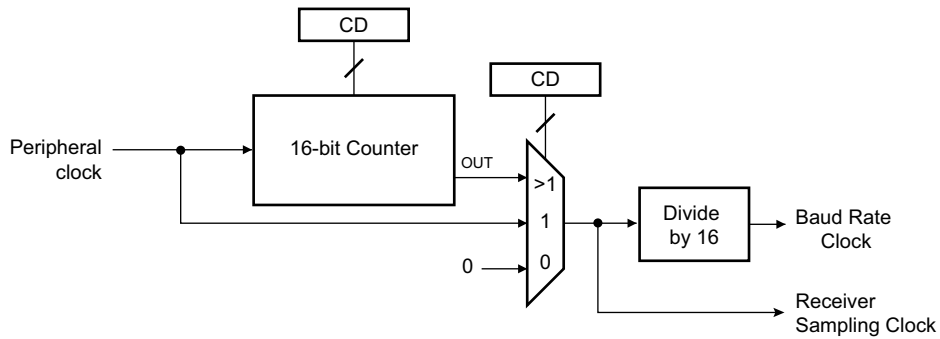 CD
CD
Peripheral
clock
16-bit Counter
OUT
>1
1
0
0
Divide
by 16
Baud Rate
Clock
Receiver
Sampling Clock